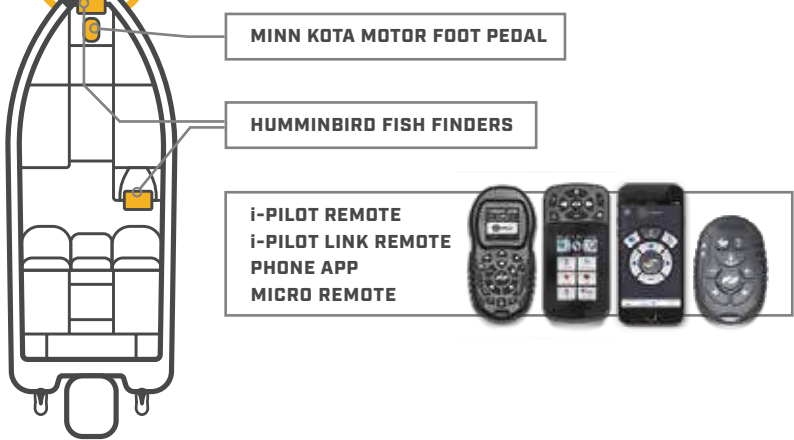 MINN KOTA MOTOR FOOT PEDAL
HUMMINBIRD FISH FINDERS
i-PILOT REMOTE
i-PILOT LINK REMOTE
PHONE APP
MICRO REMOTE